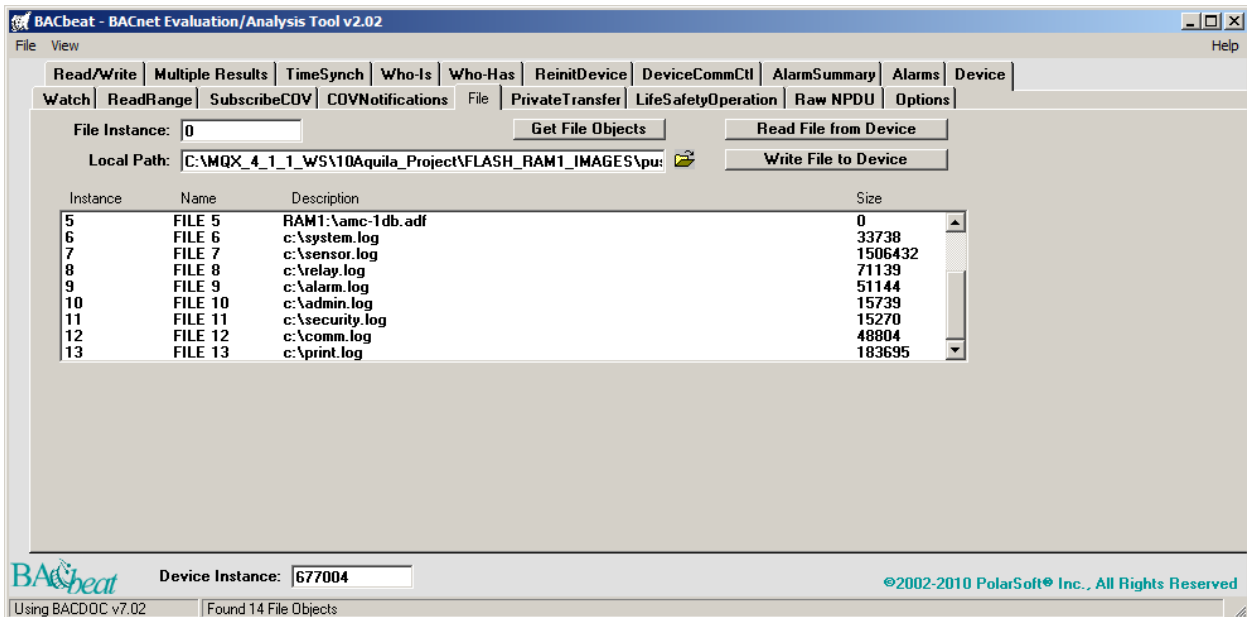 BACbeat - BACnet Evaluation/Analysis Tool v2.02
File View Help
Read/Write Multiple Results TimeSynch Who-Is Who-Has ReinitDevice DeviceCommCtl AlarmSummary Alarms Device
Watch ReadRange SubscribeCOV COVNotifications File PrivateTransfer LifeSafetyOperation Raw NPDU Options
File Instance: 0 Get File Objects Read File from Device
Local Path: C:\MQX_4_1_1_WS\10Aquila_Project\FLASH_RAM1_IMAGES\pu Write File to Device
Instance Name Description Size
5 FILE 5 RAM1:\amc-1db.adf 0
6 FILE 6 c:\system.log 33738
7 FILE 7 c:\sensor.log 1506432
8 FILE 8 c:\relay.log 71139
9 FILE 9 c:\alarm.log 51144
10 FILE 10 c:\admin.log 15739
11 FILE 11 c:\security.log 15270
12 FILE 12 c:\comm.log 48804
13 FILE 13 c:\print.log 183695
BACbeat Device Instance: 677004 ©2002-2010 PolarSoft® Inc., All Rights Reserved
Using BACDOC v7.02 Found 14 File Objects